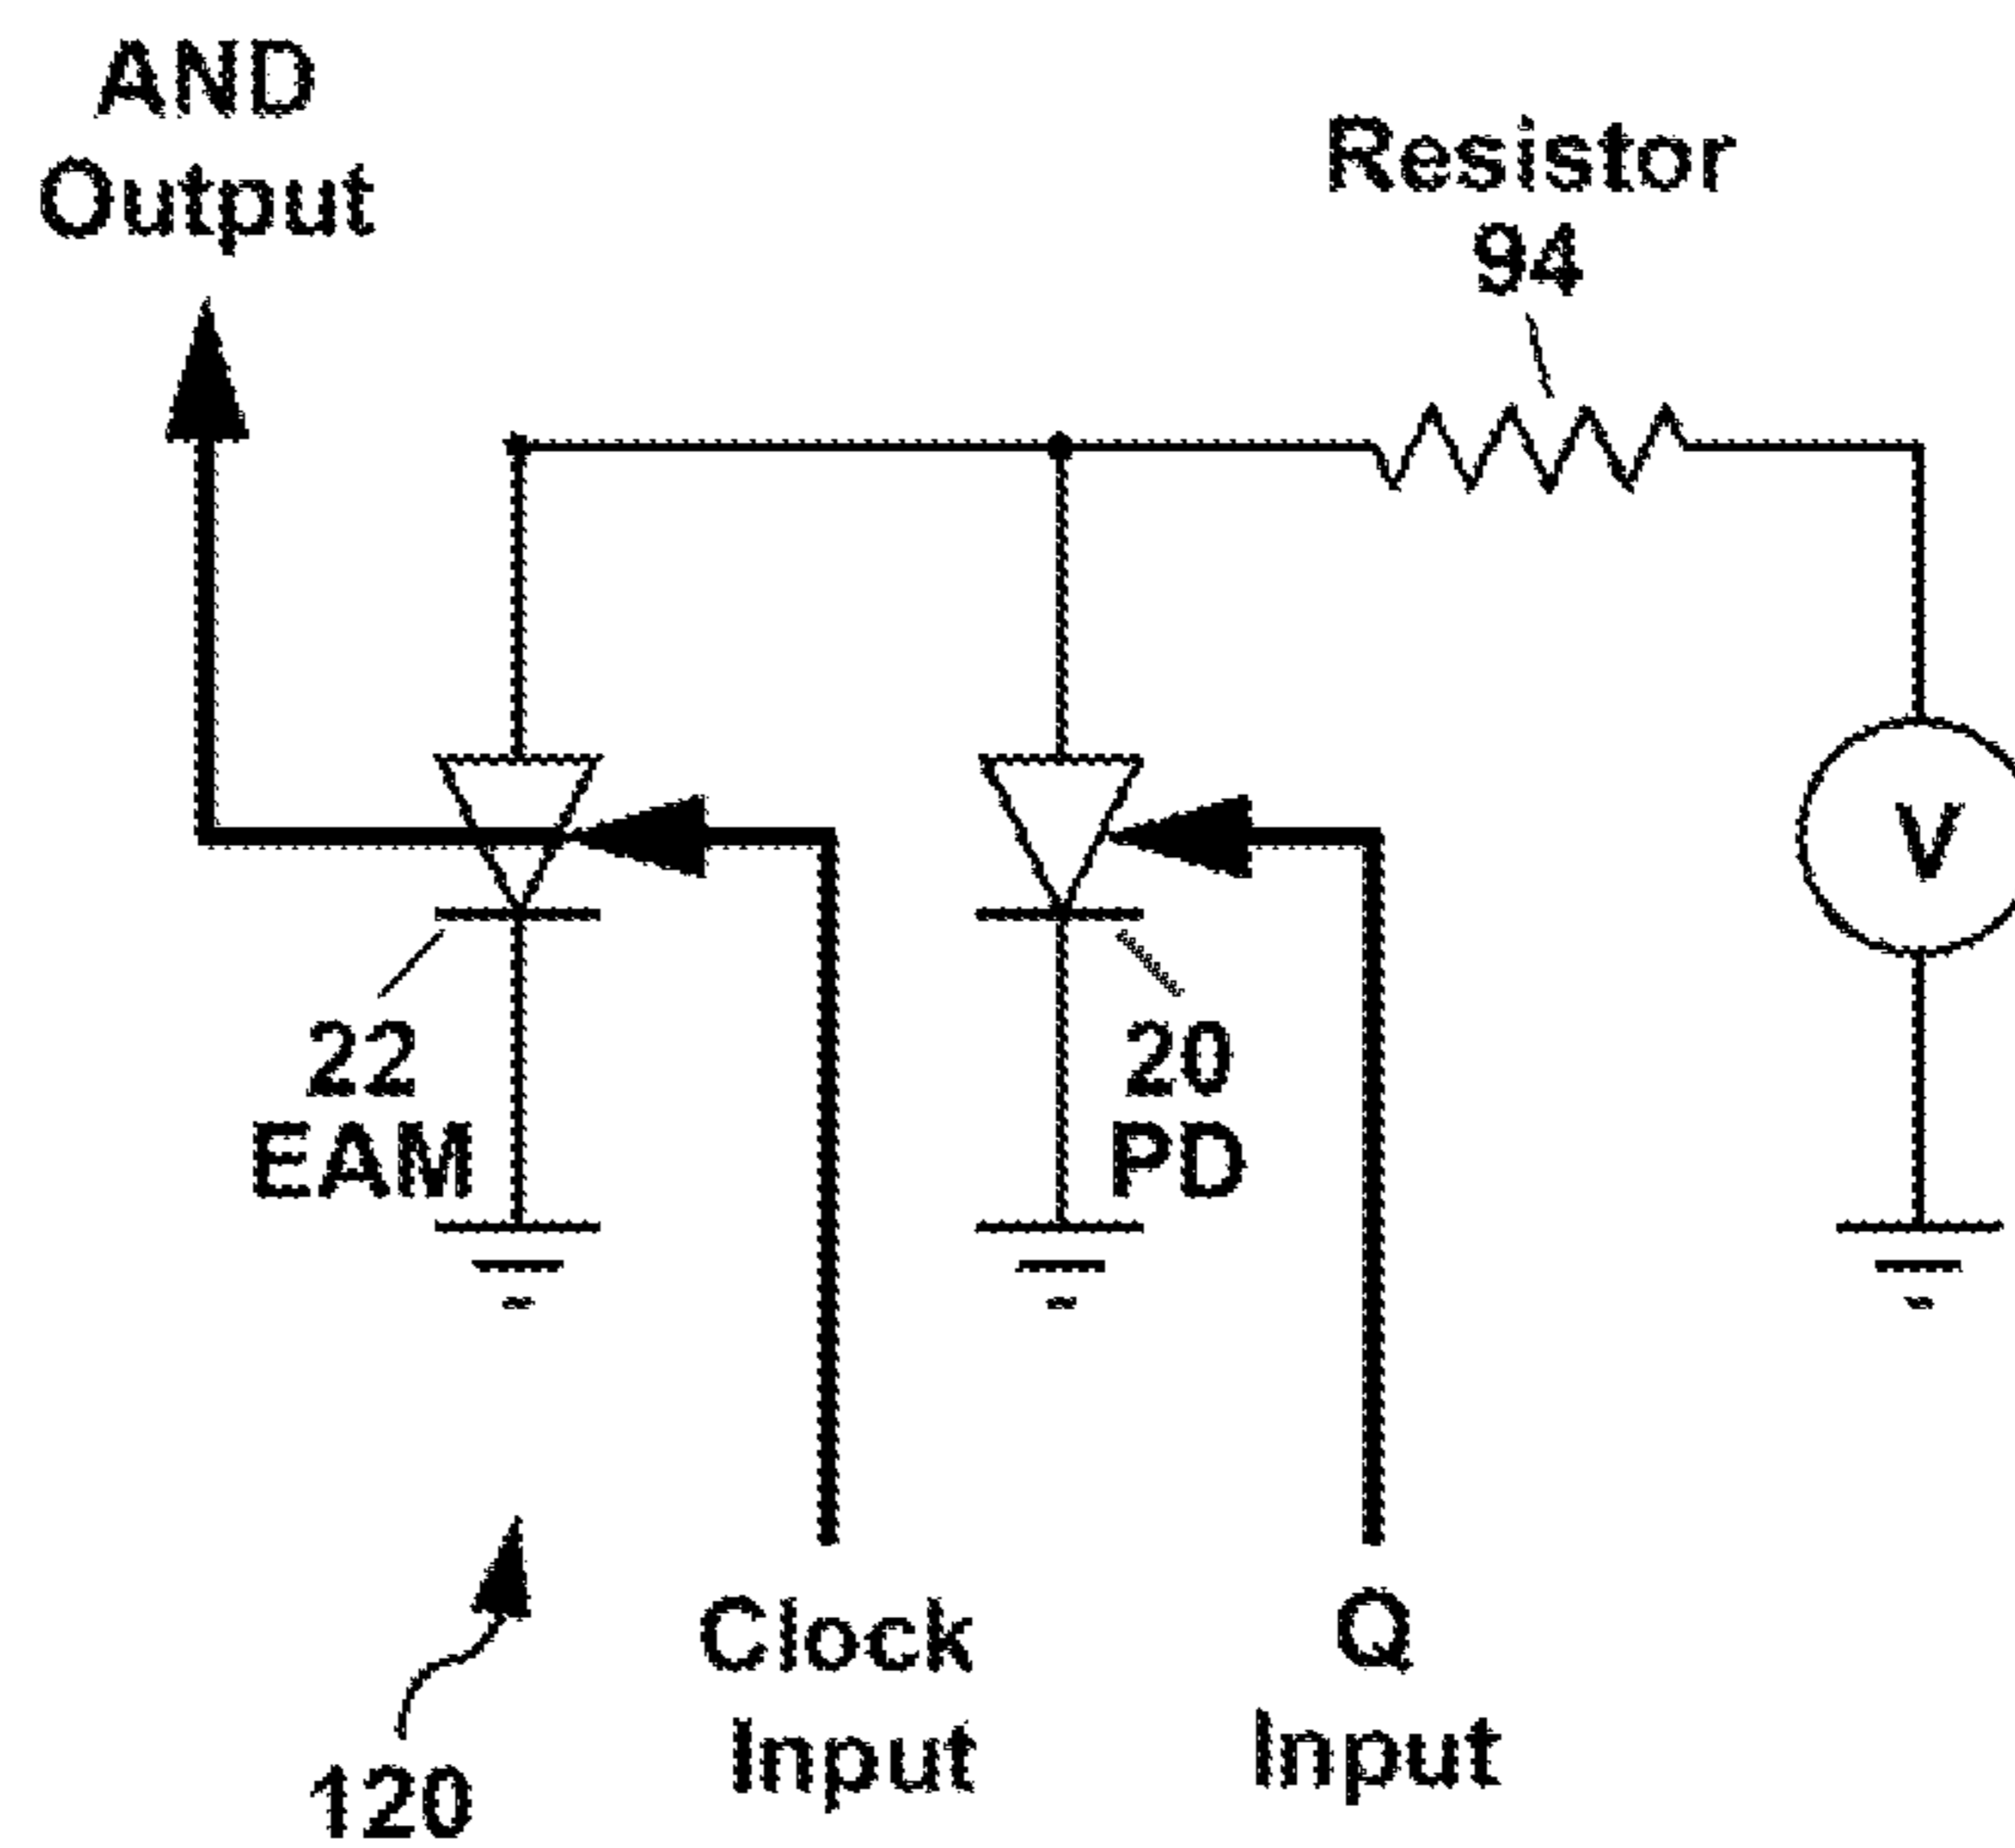 AND
Output
Resistor
94
V
22
EAM
20
PD
Clock
Input
Q
Input
120